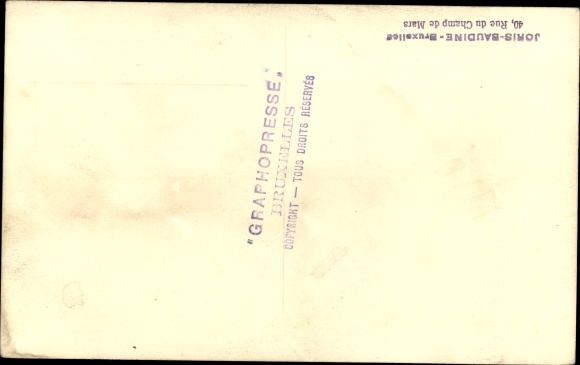 JORIS-BAUDINE - Bruxelles
40, Rue du Champ de Mars
"GRAPHOPRESSE"
BRUXELLES
COPYRIGHT — TOUS DROITS RÉSERVÉS